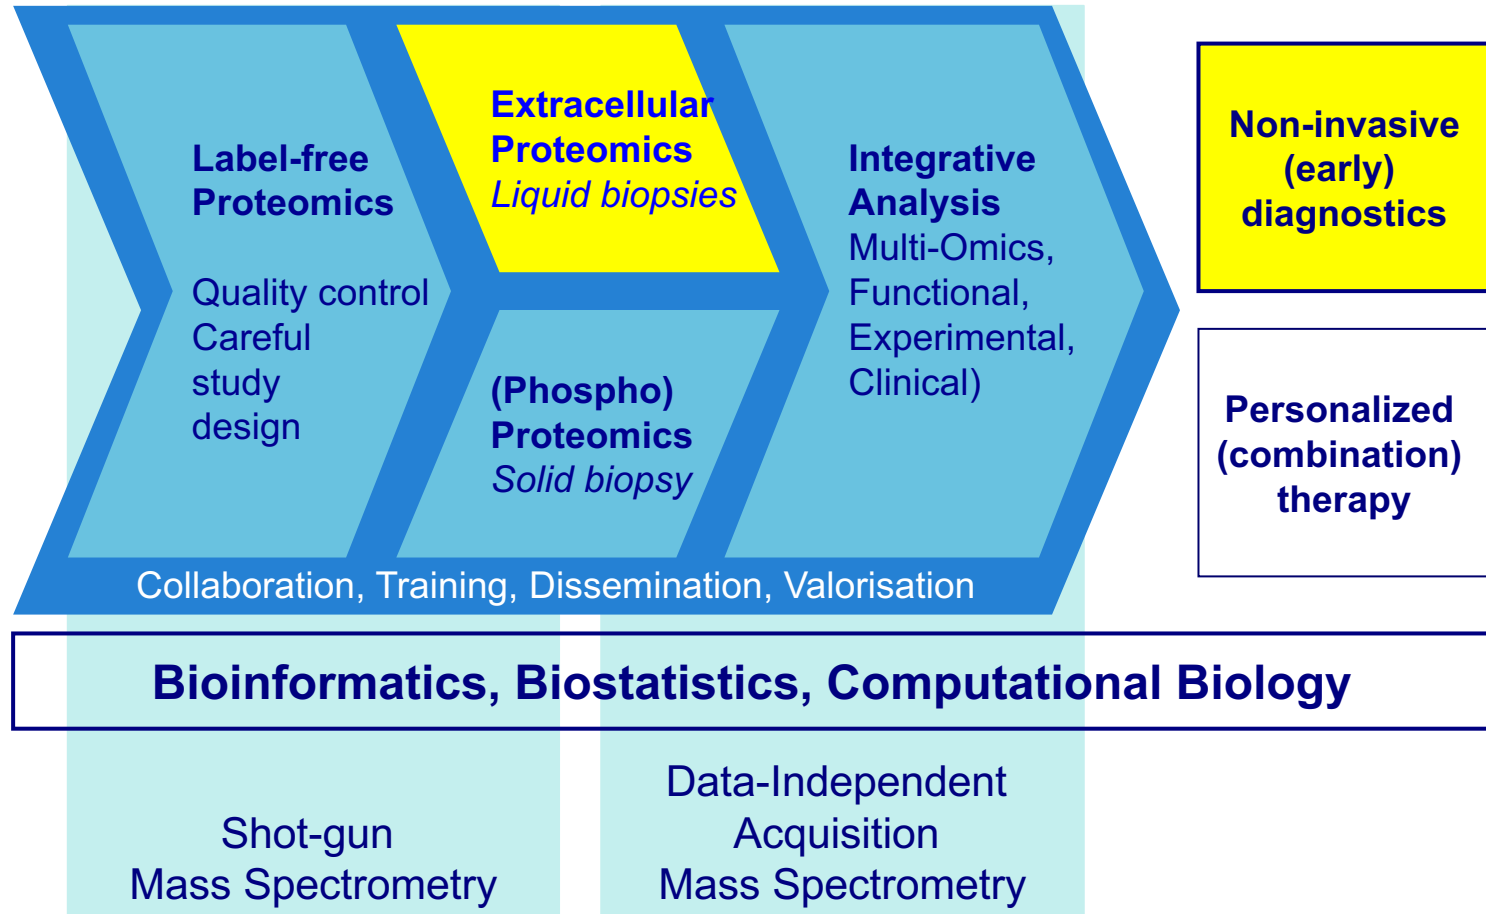 Label-free
Proteomics
Quality control
Careful
study
design
Extracellular
Proteomics
Liquid biopsies
(Phospho)
Proteomics
Solid biopsy
Integrative
Analysis
Multi-Omics,
Functional,
Experimental,
Clinical)
Non-invasive
(early)
diagnostics
Personalized
(combination)
therapy
Collaboration, Training, Dissemination, Valorisation
Bioinformatics, Biostatistics, Computational Biology
Shot-gun
Mass Spectrometry
Data-Independent
Acquisition
Mass Spectrometry